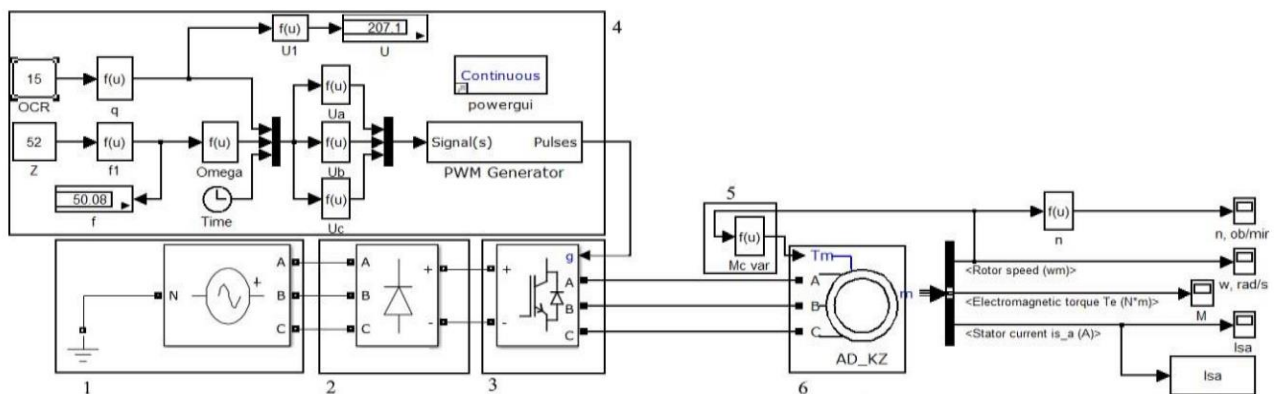 207.1
4
f(u)
U1
U
15
f(u)
Continuous
f(u)
OCR
q
Ua
powergui
52
f(u)
f(u)
f(u)
Signal(s) Pulses
Z
f1
Omega
Ub
PWM Generator
50.08
f(u)
f
Time
Uc
5
f(u)
f(u)
n
n, ob/mir
Mc var
g
Tm
<Rotor speed (wm)>
w, rad/s
A A + + A A
N + B B B B m
<Electromagnetic torque Te (N*m)>
M
C C - - C C
<Stator current is_a (A)>
Isa
AD_KZ
Isa
1 2 3 6